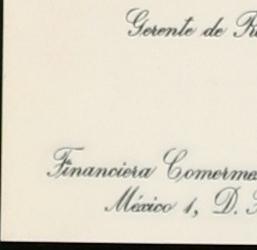 Gerente de
Financiera
México 1, D.